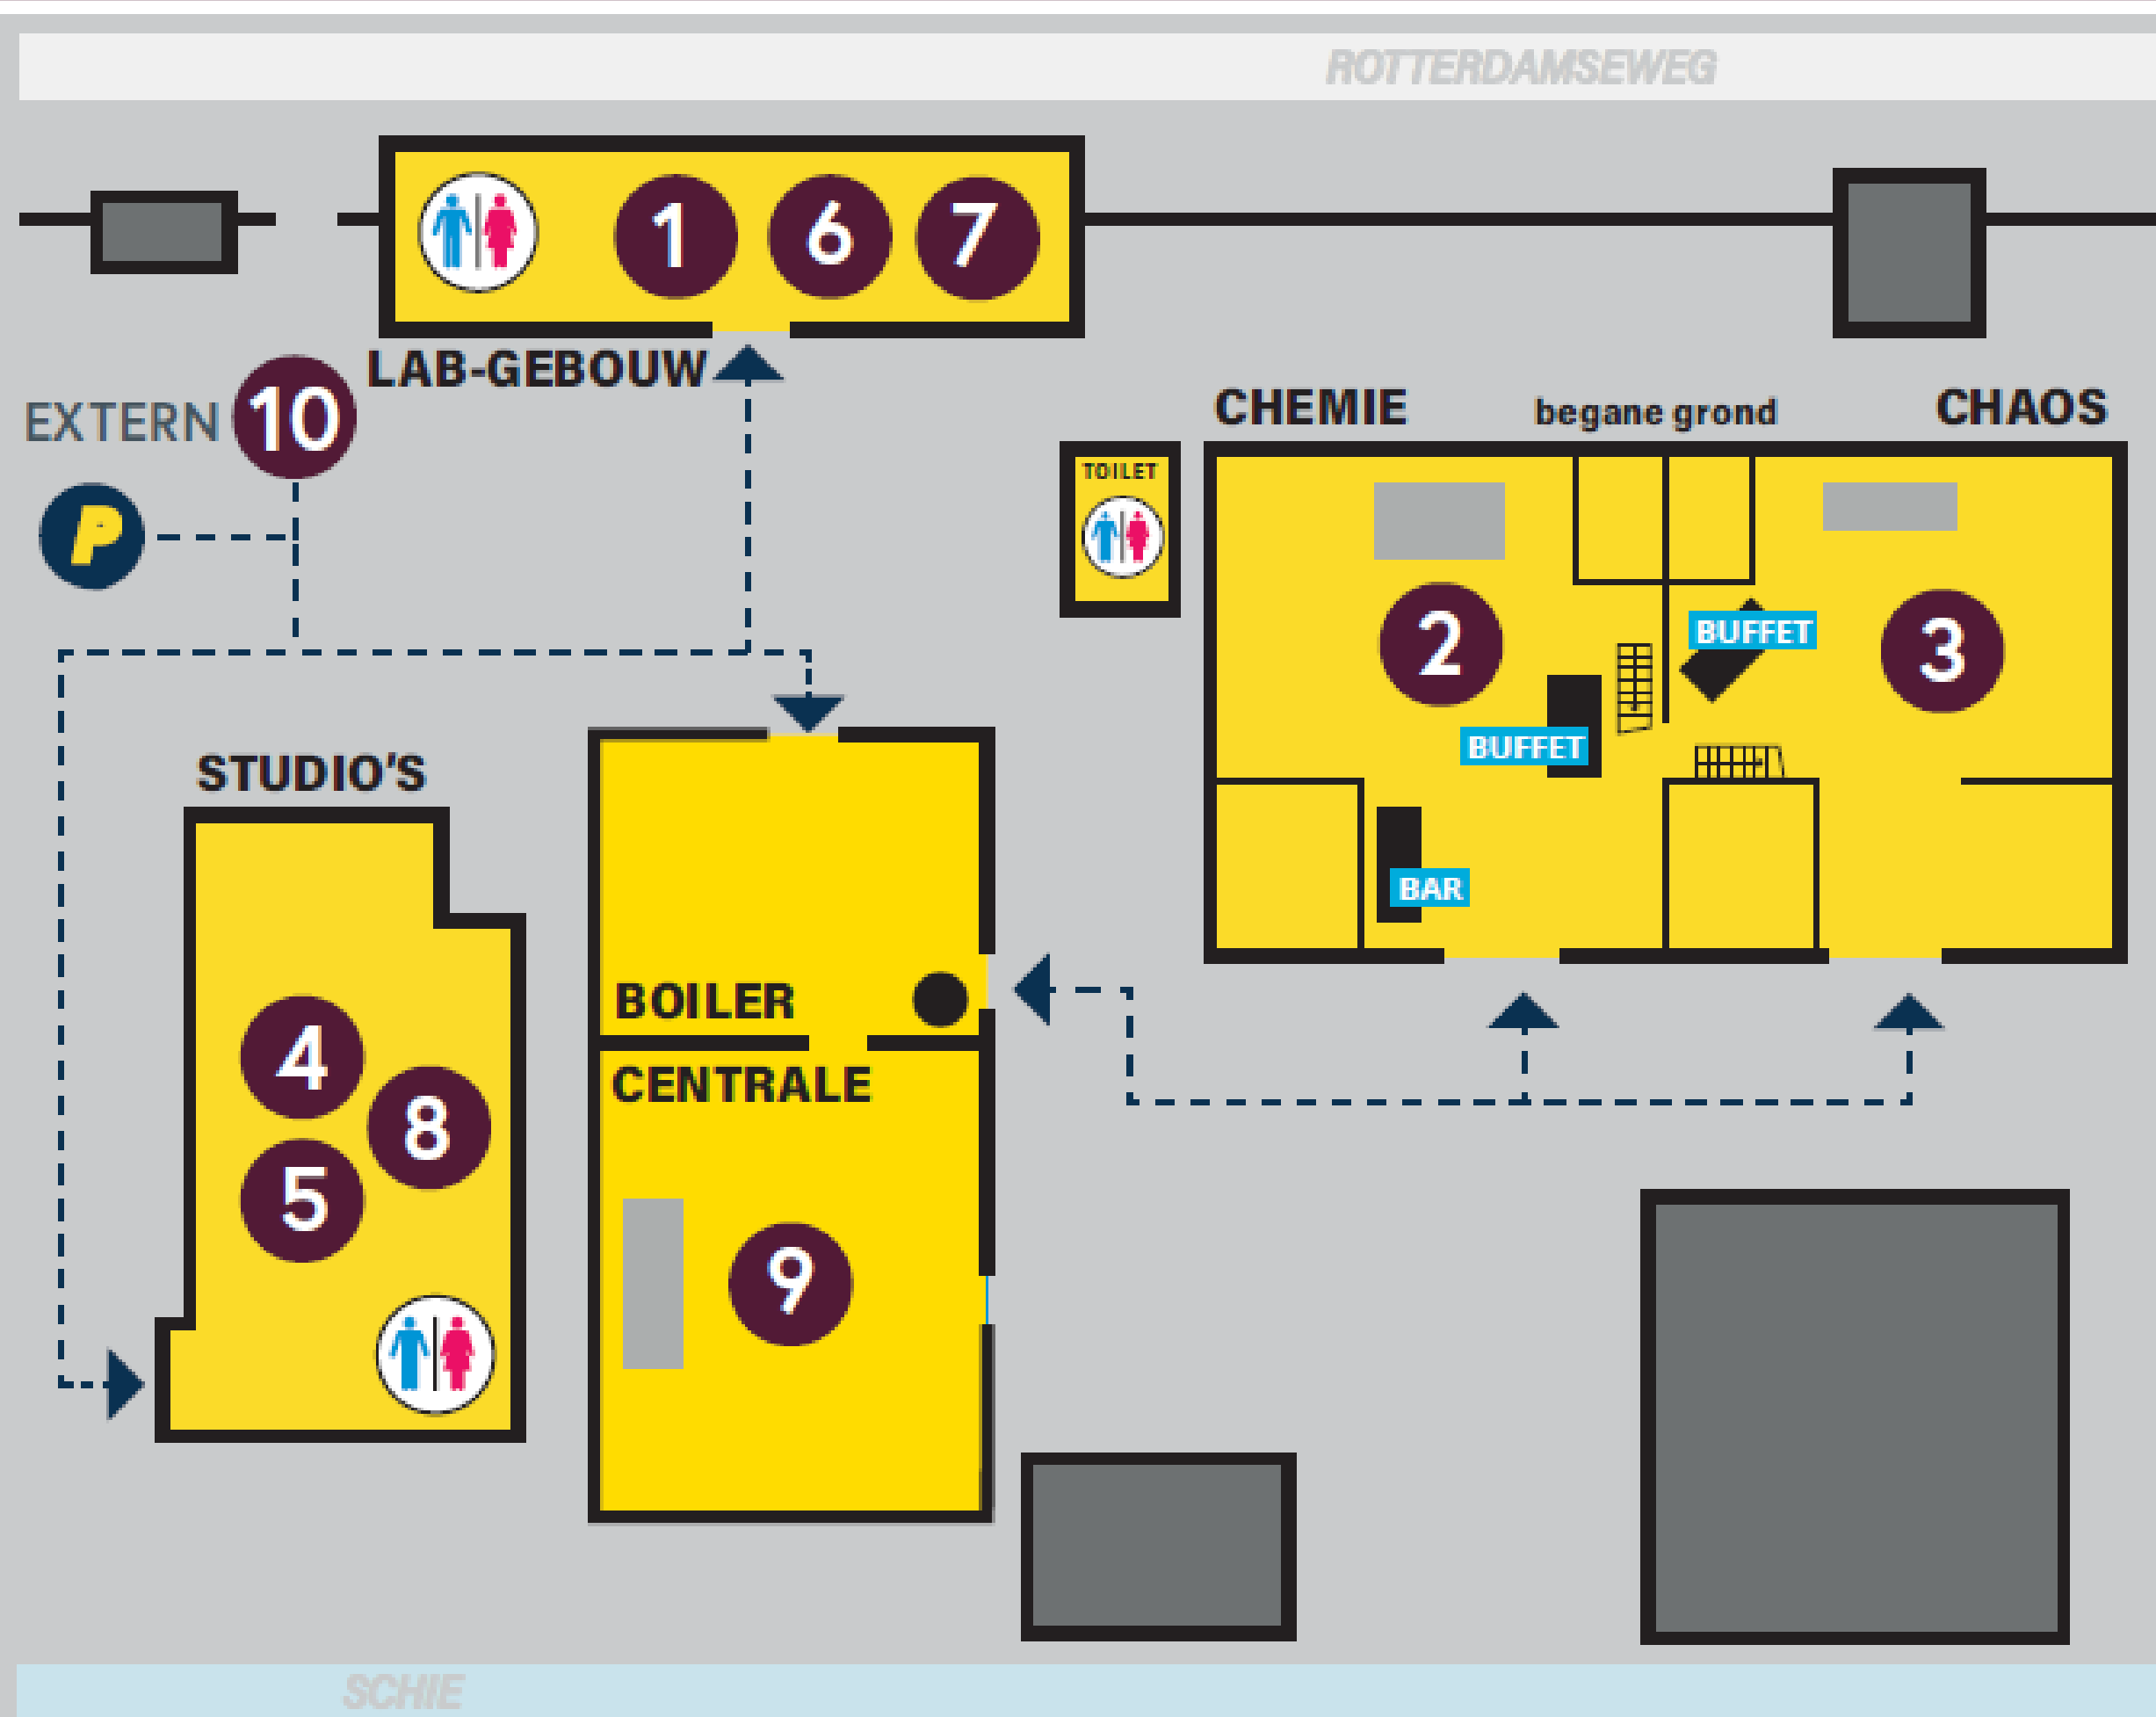 ROTTERDAMSEWEG
1 6 7
LAB-GEBOUW
EXTERN 10
P
CHEMIE begane grond CHAOS
TOILET
2
BUFFET
3
BUFFET
BAR
STUDIO'S
4
8
5
BOILER
CENTRALE
9
SCHIE